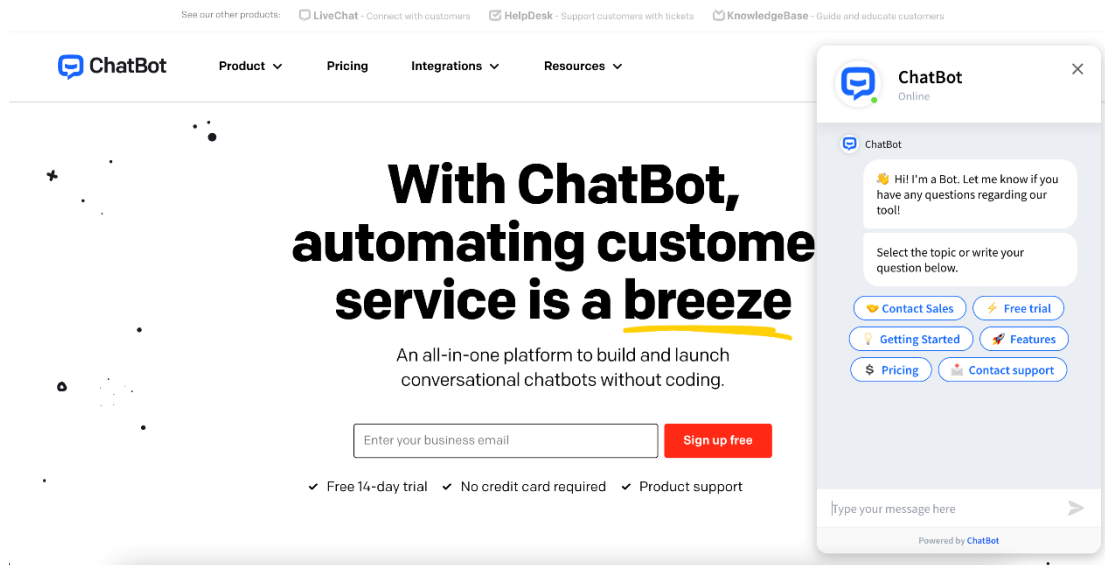 See our other products: LiveChat - Connect with customers HelpDesk - Support customers with tickets KnowledgeBase - Guide and educate customers
ChatBot Product Pricing Integrations Resources
With ChatBot,
automating custome
service is a breeze
An all-in-one platform to build and launch
conversational chatbots without coding.
Enter your business email Sign up free
Free 14-day trial No credit card required Product support
ChatBot
Online
ChatBot
👋 Hi! I'm a Bot. Let me know if you
have any questions regarding our
tool!
Select the topic or write your
question below.
🤝 Contact Sales ⚡ Free trial
💡 Getting Started 🚀 Features
$ Pricing 📩 Contact support
Type your message here
Powered by ChatBot